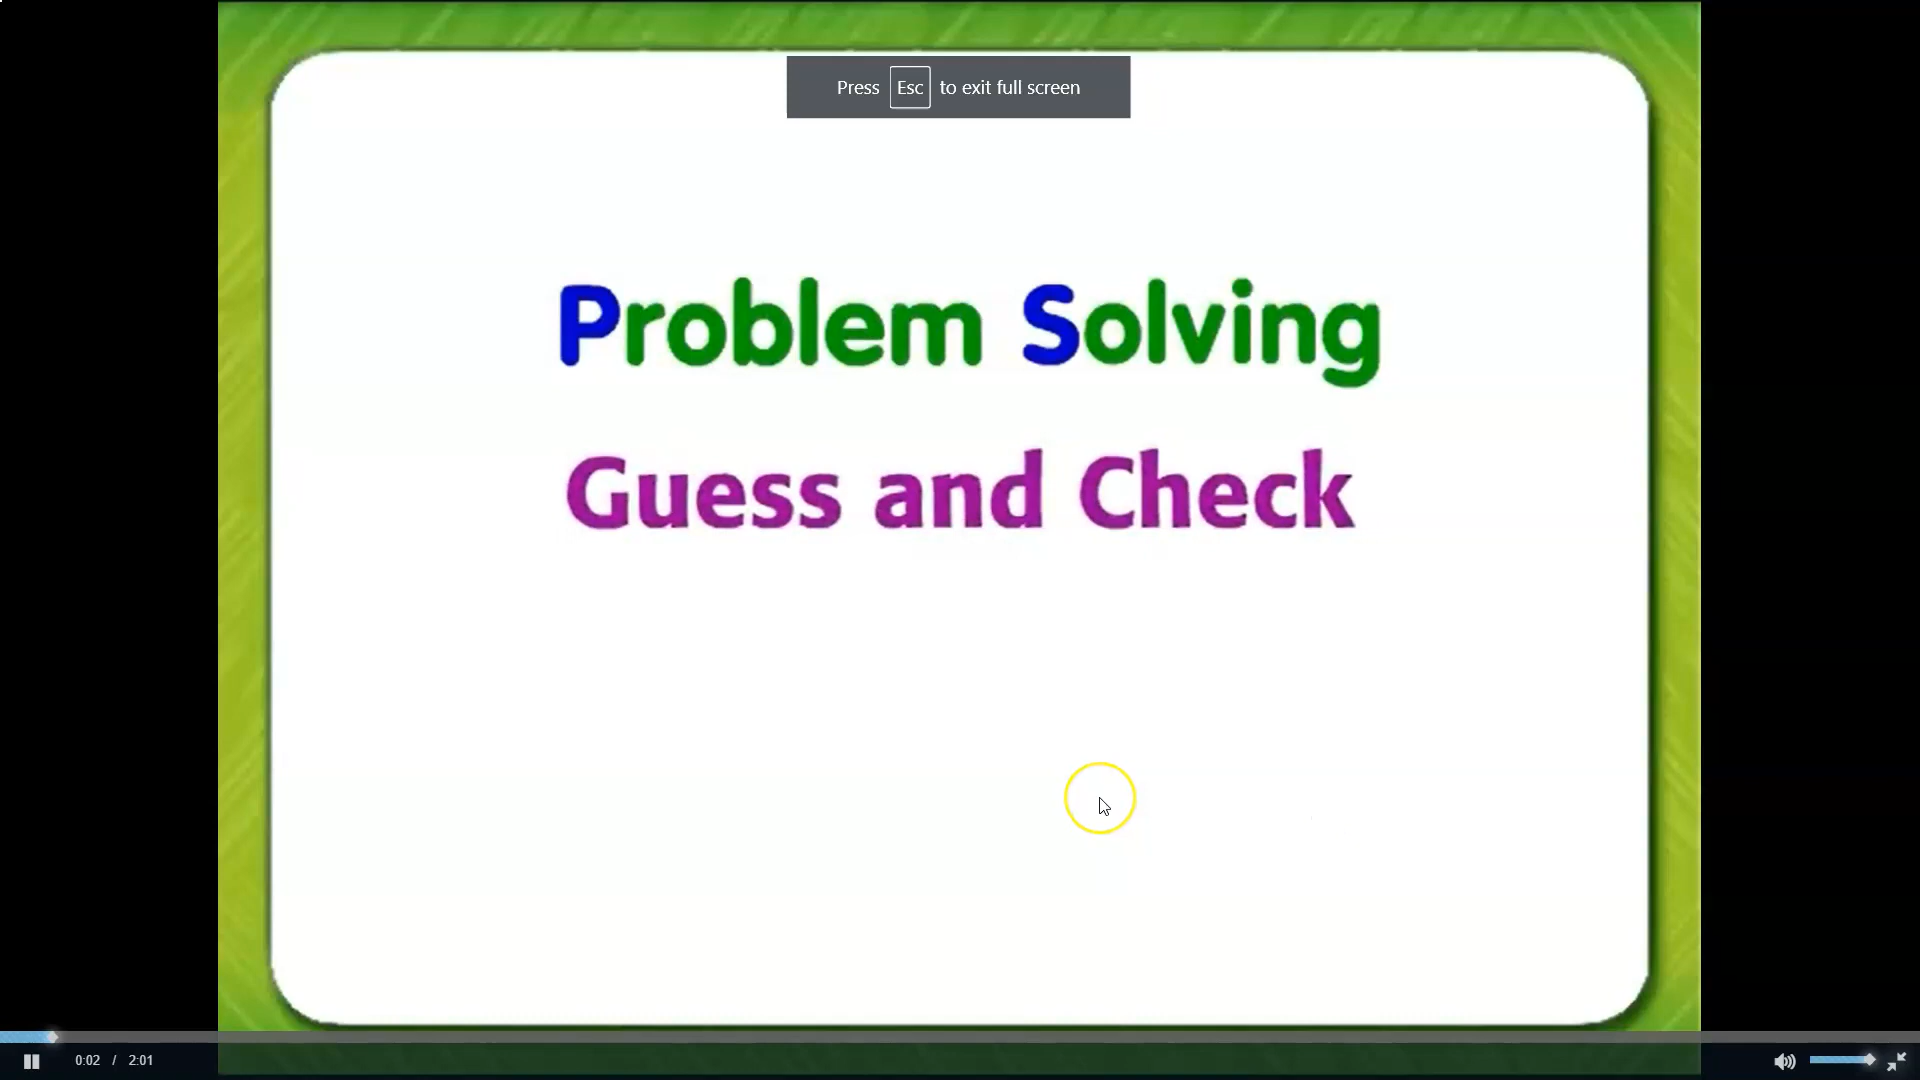 Press Esc to exit full screen
Problem Solving
Guess and Check
0:02 / 2:01